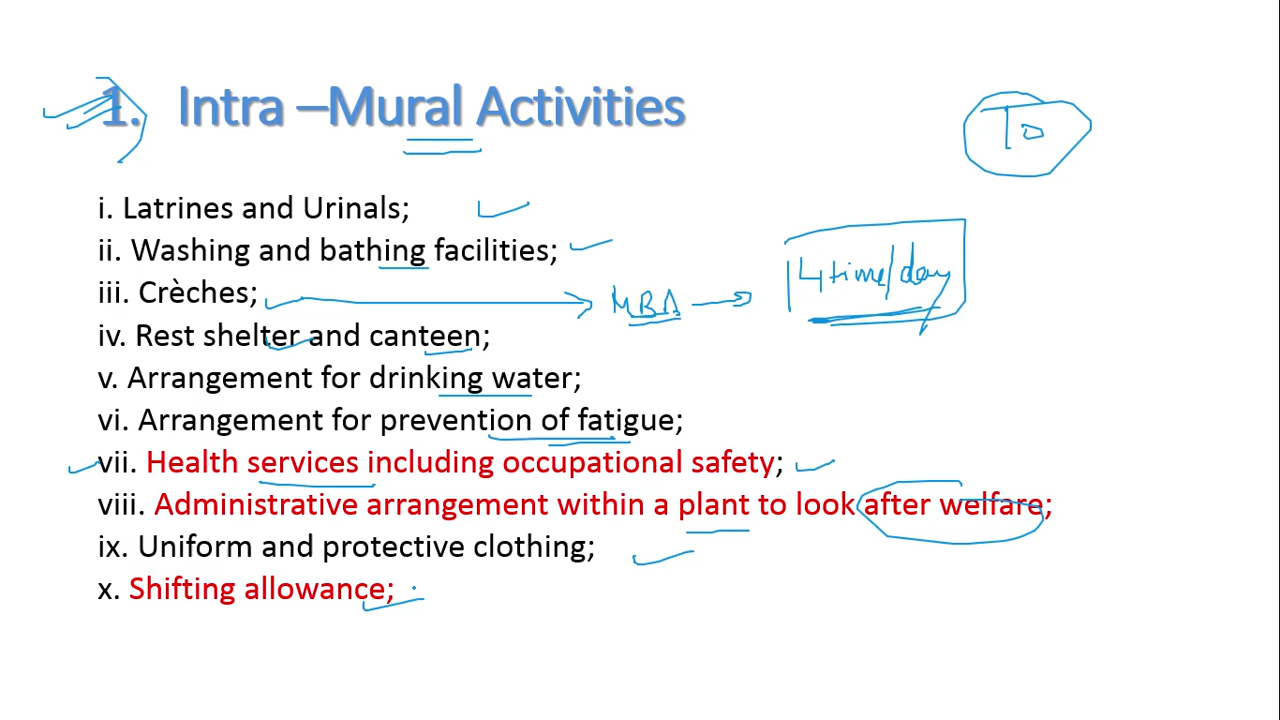 1. Intra –Mural Activities
To
i. Latrines and Urinals;
ii. Washing and bathing facilities;
iii. Crèches;
MBA
4 time/day
iv. Rest shelter and canteen;
v. Arrangement for drinking water;
vi. Arrangement for prevention of fatigue;
vii. Health services including occupational safety;
viii. Administrative arrangement within a plant to look after welfare;
ix. Uniform and protective clothing;
x. Shifting allowance;